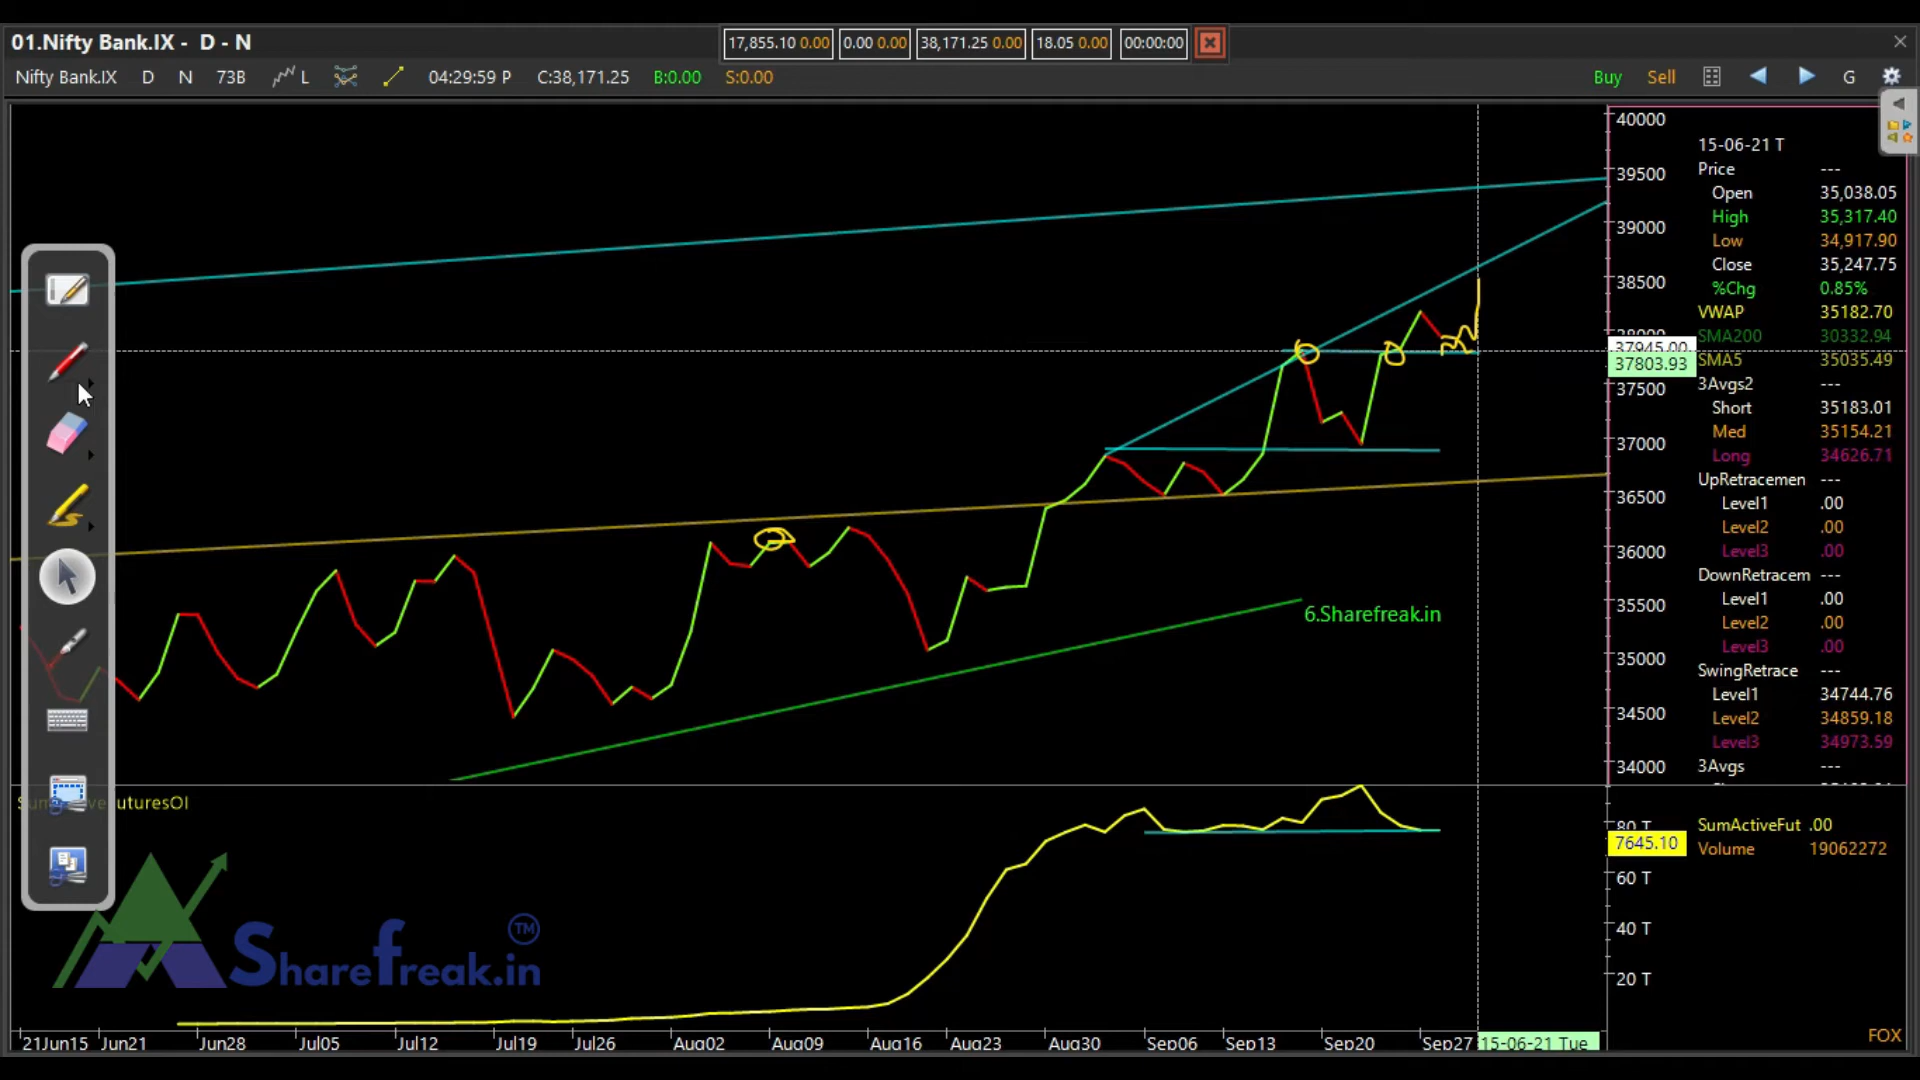 01.Nifty Bank.IX - D - N
17,855.10 0.00 0.00 0.00 38,171.25 0.00 18.05 0.00 00:00:00
Nifty Bank.IX D N 73B L 04:29:59 P C:38,171.25 B:0.00 S:0.00 Buy Sell G
40000
39500
39000
38500
38000
37945.00
37803.93
37500
37000
36500
36000
35500
35000
34500
34000
15-06-21 T
Price ---
Open 35,038.05
High 35,317.40
Low 34,917.90
Close 35,247.75
%Chg 0.85%
VWAP 35182.70
SMA200 30332.94
SMA5 35035.49
3Avgs2 ---
Short 35183.01
Med 35154.21
Long 34626.71
UpRetracemen ---
Level1 .00
Level2 .00
Level3 .00
DownRetracem ---
Level1 .00
Level2 .00
Level3 .00
SwingRetrace ---
Level1 34744.76
Level2 34859.18
Level3 34973.59
3Avgs ---
6.Sharefreak.in
uturesOI
80 T
7645.10
60 T
40 T
20 T
SumActiveFut .00
Volume 19062272
ShareFreak.in TM
FOX
21Jun15 Jun21 Jun28 Jul05 Jul12 Jul19 Jul26 Aug02 Aug09 Aug16 Aug23 Aug30 Sep06 Sep13 Sep20 Sep27 15-06-21 Tue